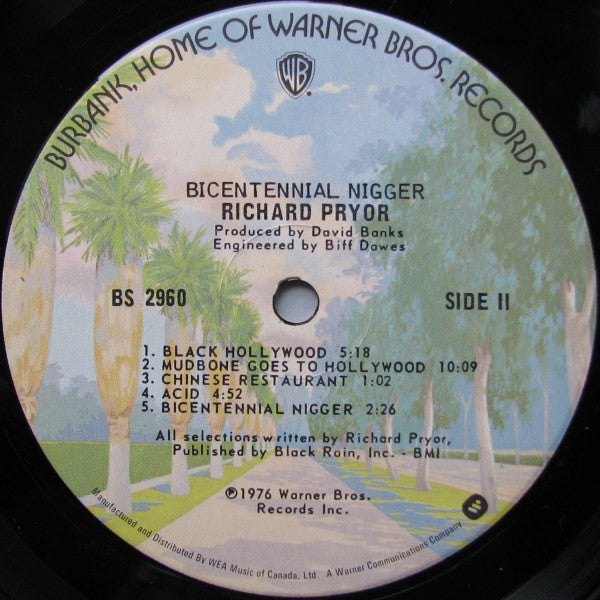 BURBANK, HOME OF WARNER BROS. RECORDS
WB
BICENTENNIAL NIGGER
RICHARD PRYOR
Produced by David Banks
Engineered by Biff Dawes
BS 2960
SIDE II
1. BLACK HOLLYWOOD 5:18
2. MUDBONE GOES TO HOLLYWOOD 10:09
3. CHINESE RESTAURANT 1:02
4. ACID 4:52
5. BICENTENNIAL NIGGER 2:26
All selections written by Richard Pryor,
Published by Black Rain, Inc. - BMI
℗1976 Warner Bros.
Records Inc.
Manufactured and Distributed By WEA Music of Canada, Ltd. A Warner Communications Company